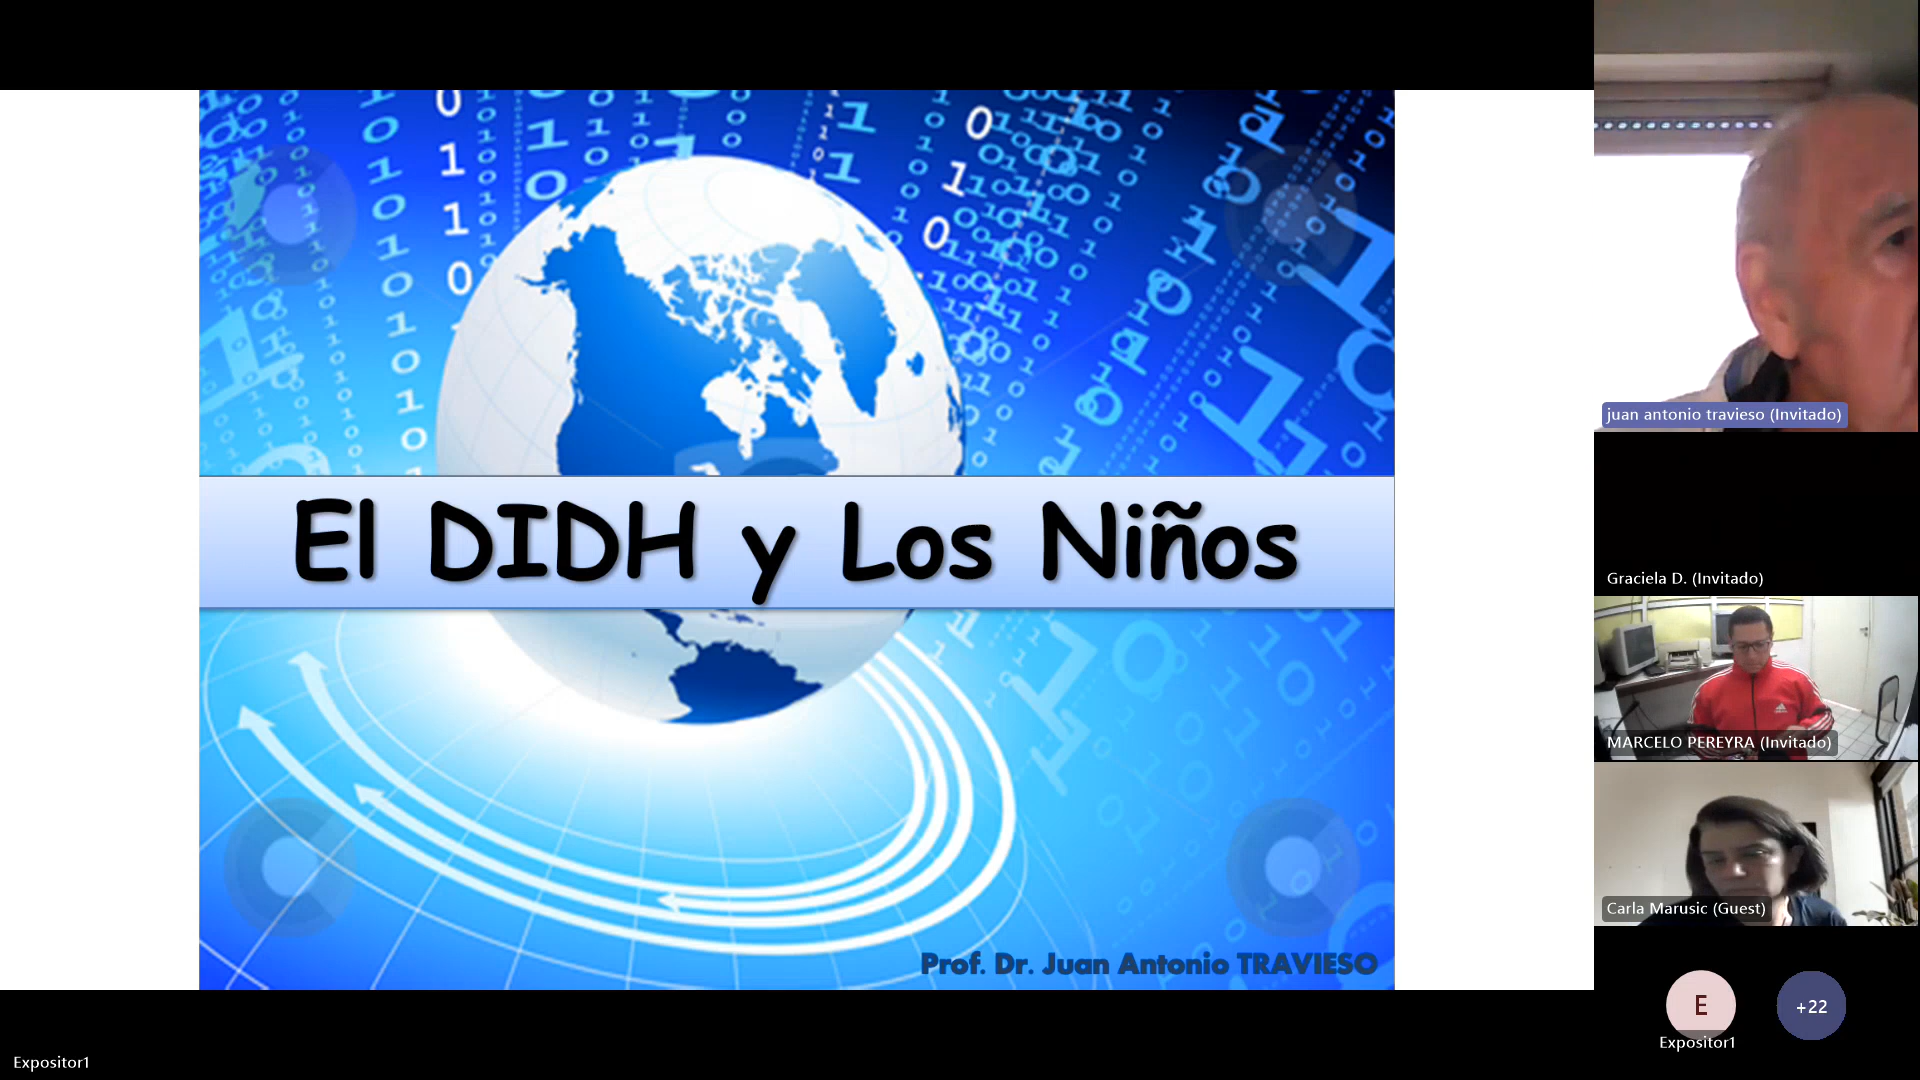 El DIDH y Los Niños
Prof. Dr. Juan Antonio TRAVIESO
juan antonio travieso (Invitado)
Graciela D. (Invitado)
MARCELO PEREYRA (Invitado)
Carla Marusic (Guest)
E
+22
Expositor1
Expositor1